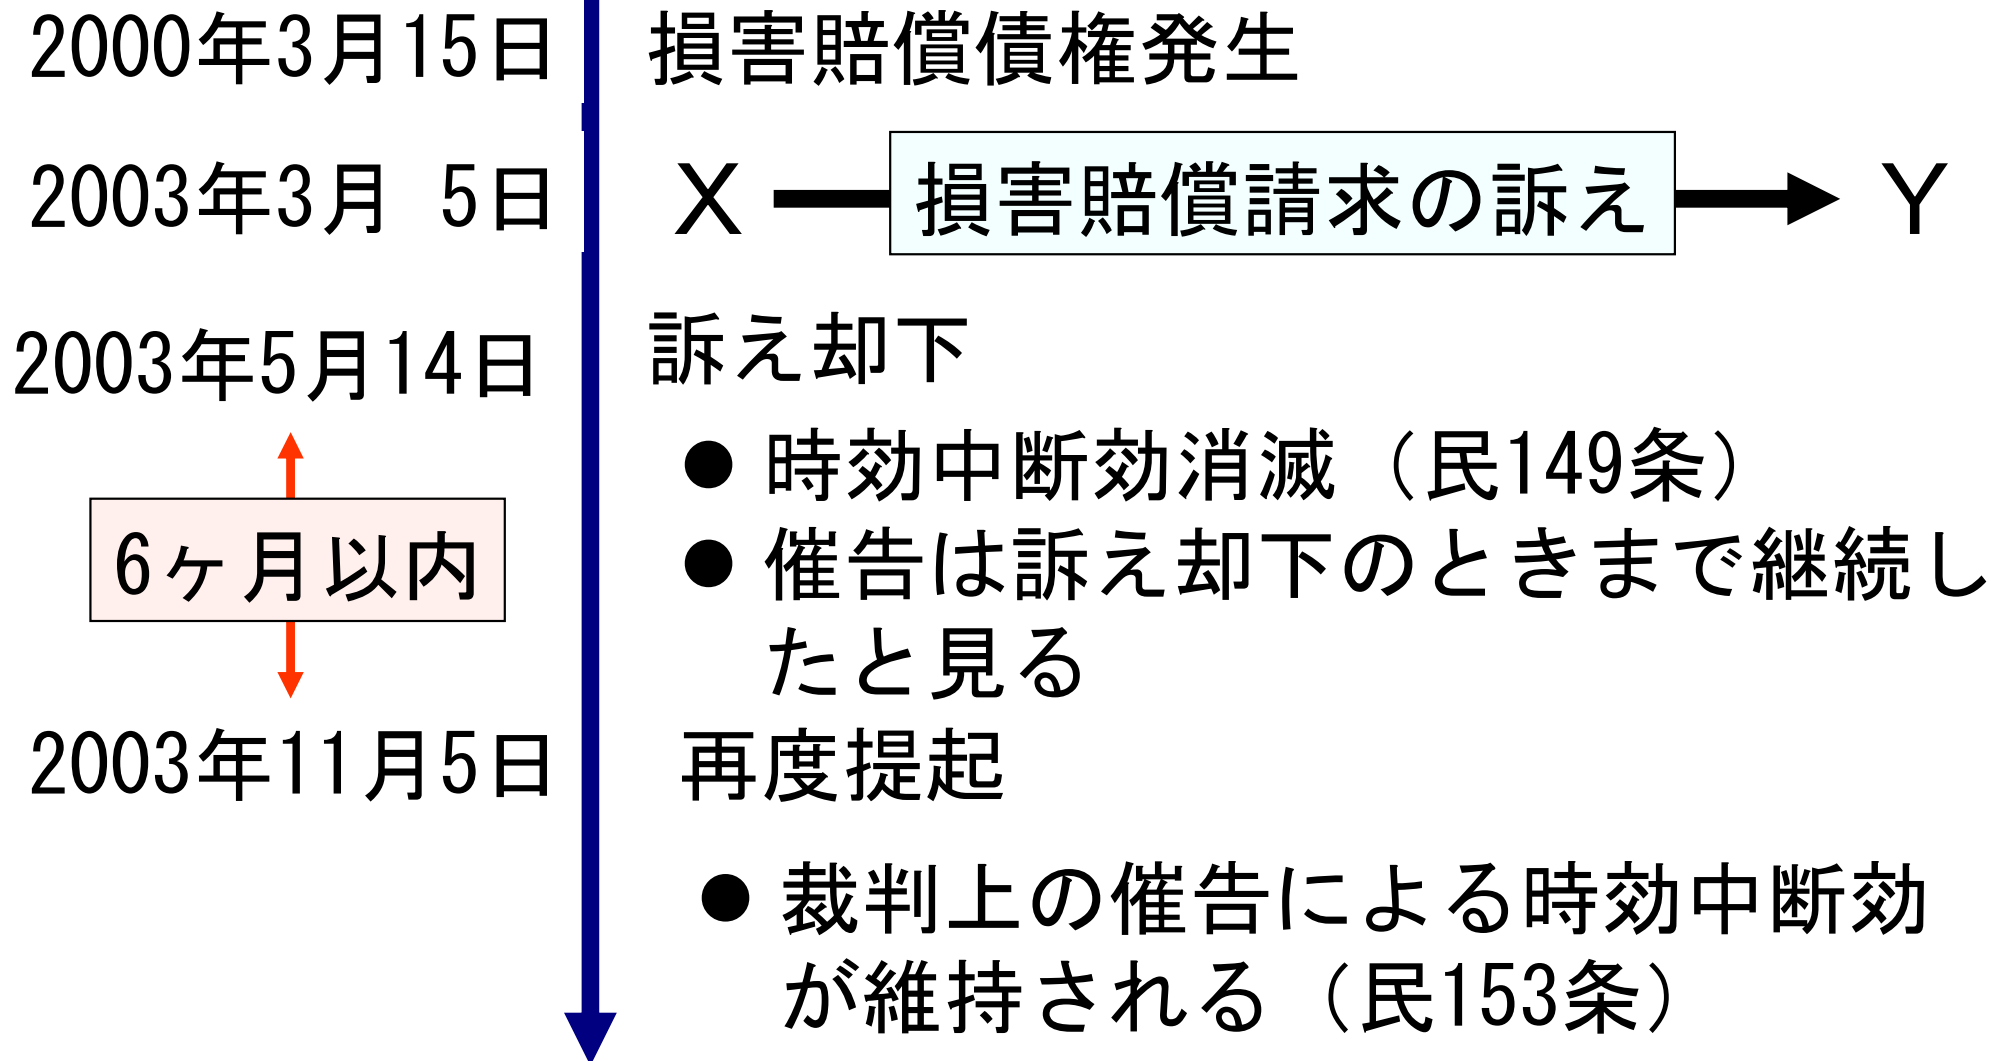 2000年3月15日 損害賠償債権発生
2003年3月 5日 X 損害賠償請求の訴え Y
2003年5月14日 訴え却下
● 時効中断効消滅（民149条）
6ヶ月以内
● 催告は訴え却下のときまで継続し
たと見る
2003年11月5日 再度提起
● 裁判上の催告による時効中断効
が維持される（民153条）